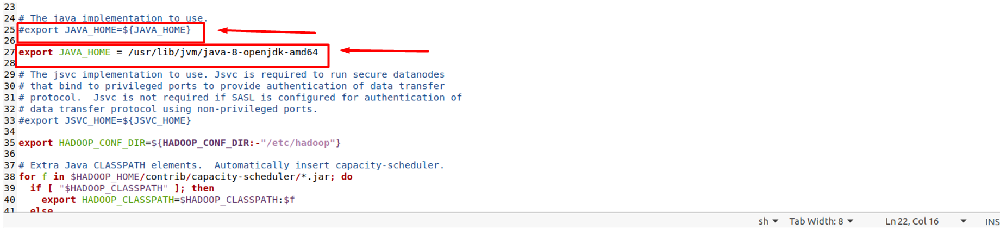 23
24 # The java implementation to use.
25 #export JAVA_HOME=${JAVA_HOME}
26
27 export JAVA_HOME = /usr/lib/jvm/java-8-openjdk-amd64
28
29 # The jsvc implementation to use. Jsvc is required to run secure datanodes
30 # that bind to privileged ports to provide authentication of data transfer
31 # protocol.  Jsvc is not required if SASL is configured for authentication of
32 # data transfer protocol using non-privileged ports.
33 #export JSVC_HOME=${JSVC_HOME}
34
35 export HADOOP_CONF_DIR=${HADOOP_CONF_DIR:-"/etc/hadoop"}
36
37 # Extra Java CLASSPATH elements.  Automatically insert capacity-scheduler.
38 for f in $HADOOP_HOME/contrib/capacity-scheduler/*.jar; do
39   if [ "$HADOOP_CLASSPATH" ]; then
40     export HADOOP_CLASSPATH=$HADOOP_CLASSPATH:$f
41   else
sh Tab Width: 8 Ln 22, Col 16 INS